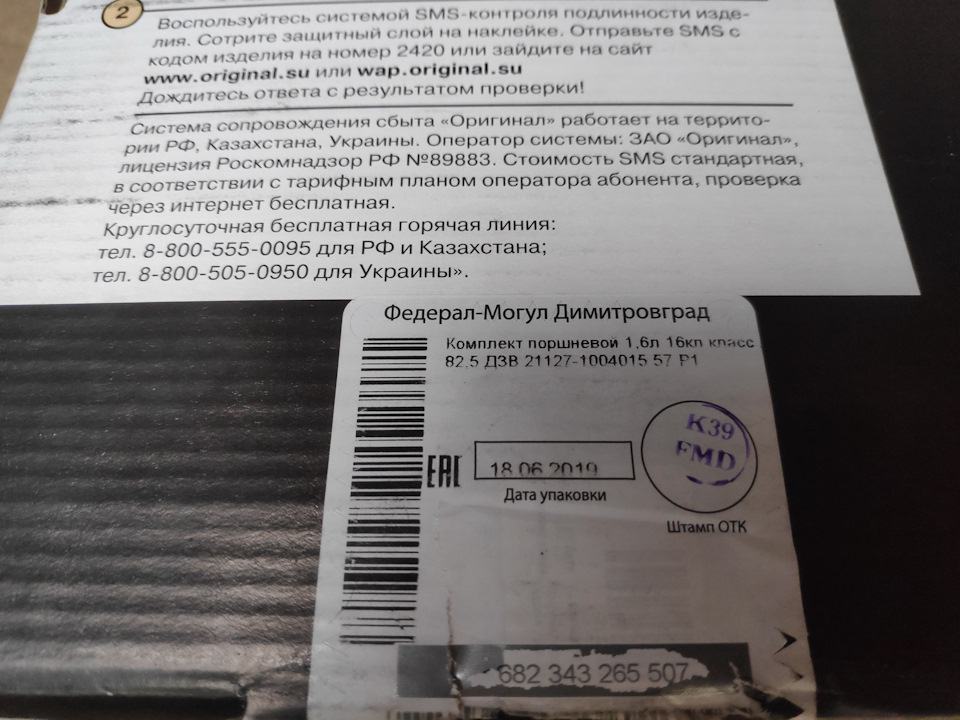 2
Воспользуйтесь системой SMS-контроля подлинности изде-
лия. Сотрите защитный слой на наклейке. Отправьте SMS с
кодом изделия на номер 2420 или зайдите на сайт
www.original.su или wap.original.su
Дождитесь ответа с результатом проверки!
Система сопровождения сбыта «Оригинал» работает на террито-
рии РФ, Казахстана, Украины. Оператор системы: ЗАО «Оригинал»,
лицензия Роскомнадзор РФ №89883. Стоимость SMS стандартная,
в соответствии с тарифным планом оператора абонента, проверка
через интернет бесплатная.
Круглосуточная бесплатная горячая линия:
тел. 8-800-555-0095 для РФ и Казахстана;
тел. 8-800-505-0950 для Украины».
Федерал-Могул Димитровград
Комплект поршневой 1,6л 16кл класс
82,5 ДЗВ 21127-1004015 57 Р1
EAC
18.06.2019
Дата упаковки
К39
FMD
Штамп ОТК
682 343 265 507